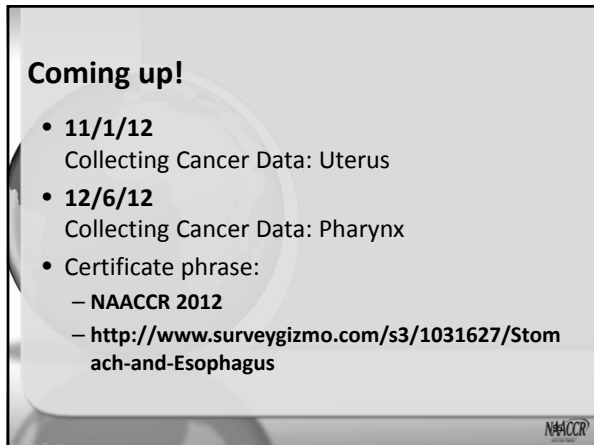 Coming up!
• 11/1/12
Collecting Cancer Data: Uterus
• 12/6/12
Collecting Cancer Data: Pharynx
• Certificate phrase:
– NAACCR 2012
– http://www.surveygizmo.com/s3/1031627/Stom
ach-and-Esophagus
NAACCR